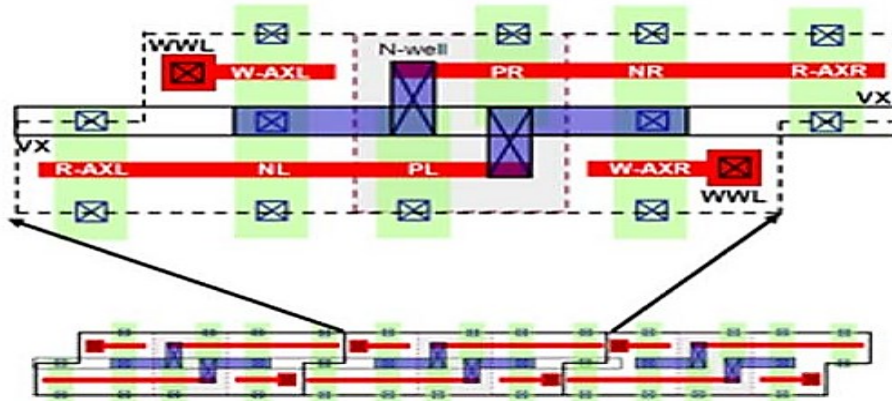 WWL
N-well
W-AXL PR NR R-AXR
VX
VX
R-AXL NL PL W-AXR
WWL